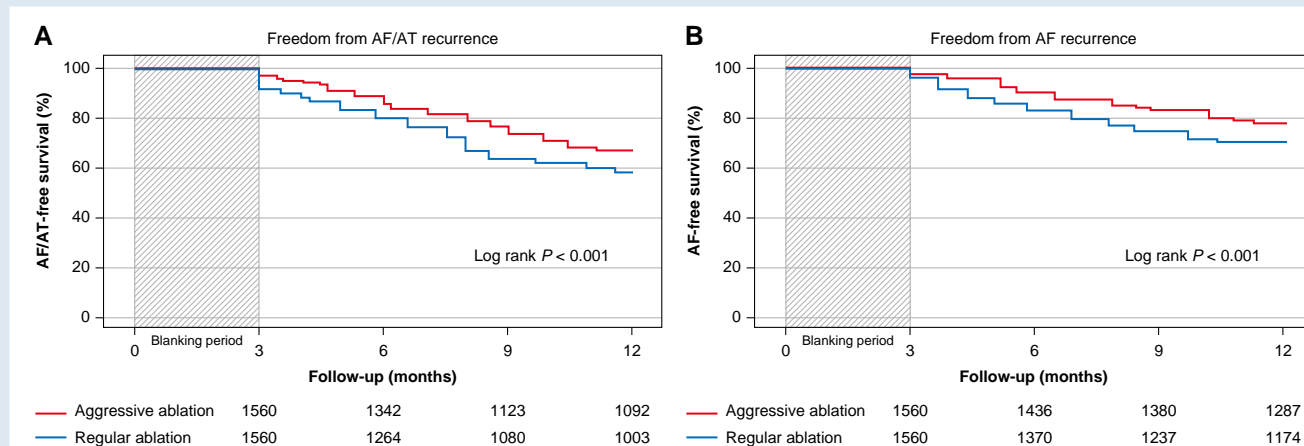 A
Freedom from AF/AT recurrence
AF/AT-free survival (%)
100
80
60
40
20
0
Log rank P < 0.001
Blanking period
0 3 6 9 12
Follow-up (months)
Aggressive ablation 1560 1342 1123 1092
Regular ablation 1560 1264 1080 1003
B
Freedom from AF recurrence
AF-free survival (%)
100
80
60
40
20
0
Log rank P < 0.001
Blanking period
0 3 6 9 12
Follow-up (months)
Aggressive ablation 1560 1436 1380 1287
Regular ablation 1560 1370 1237 1174